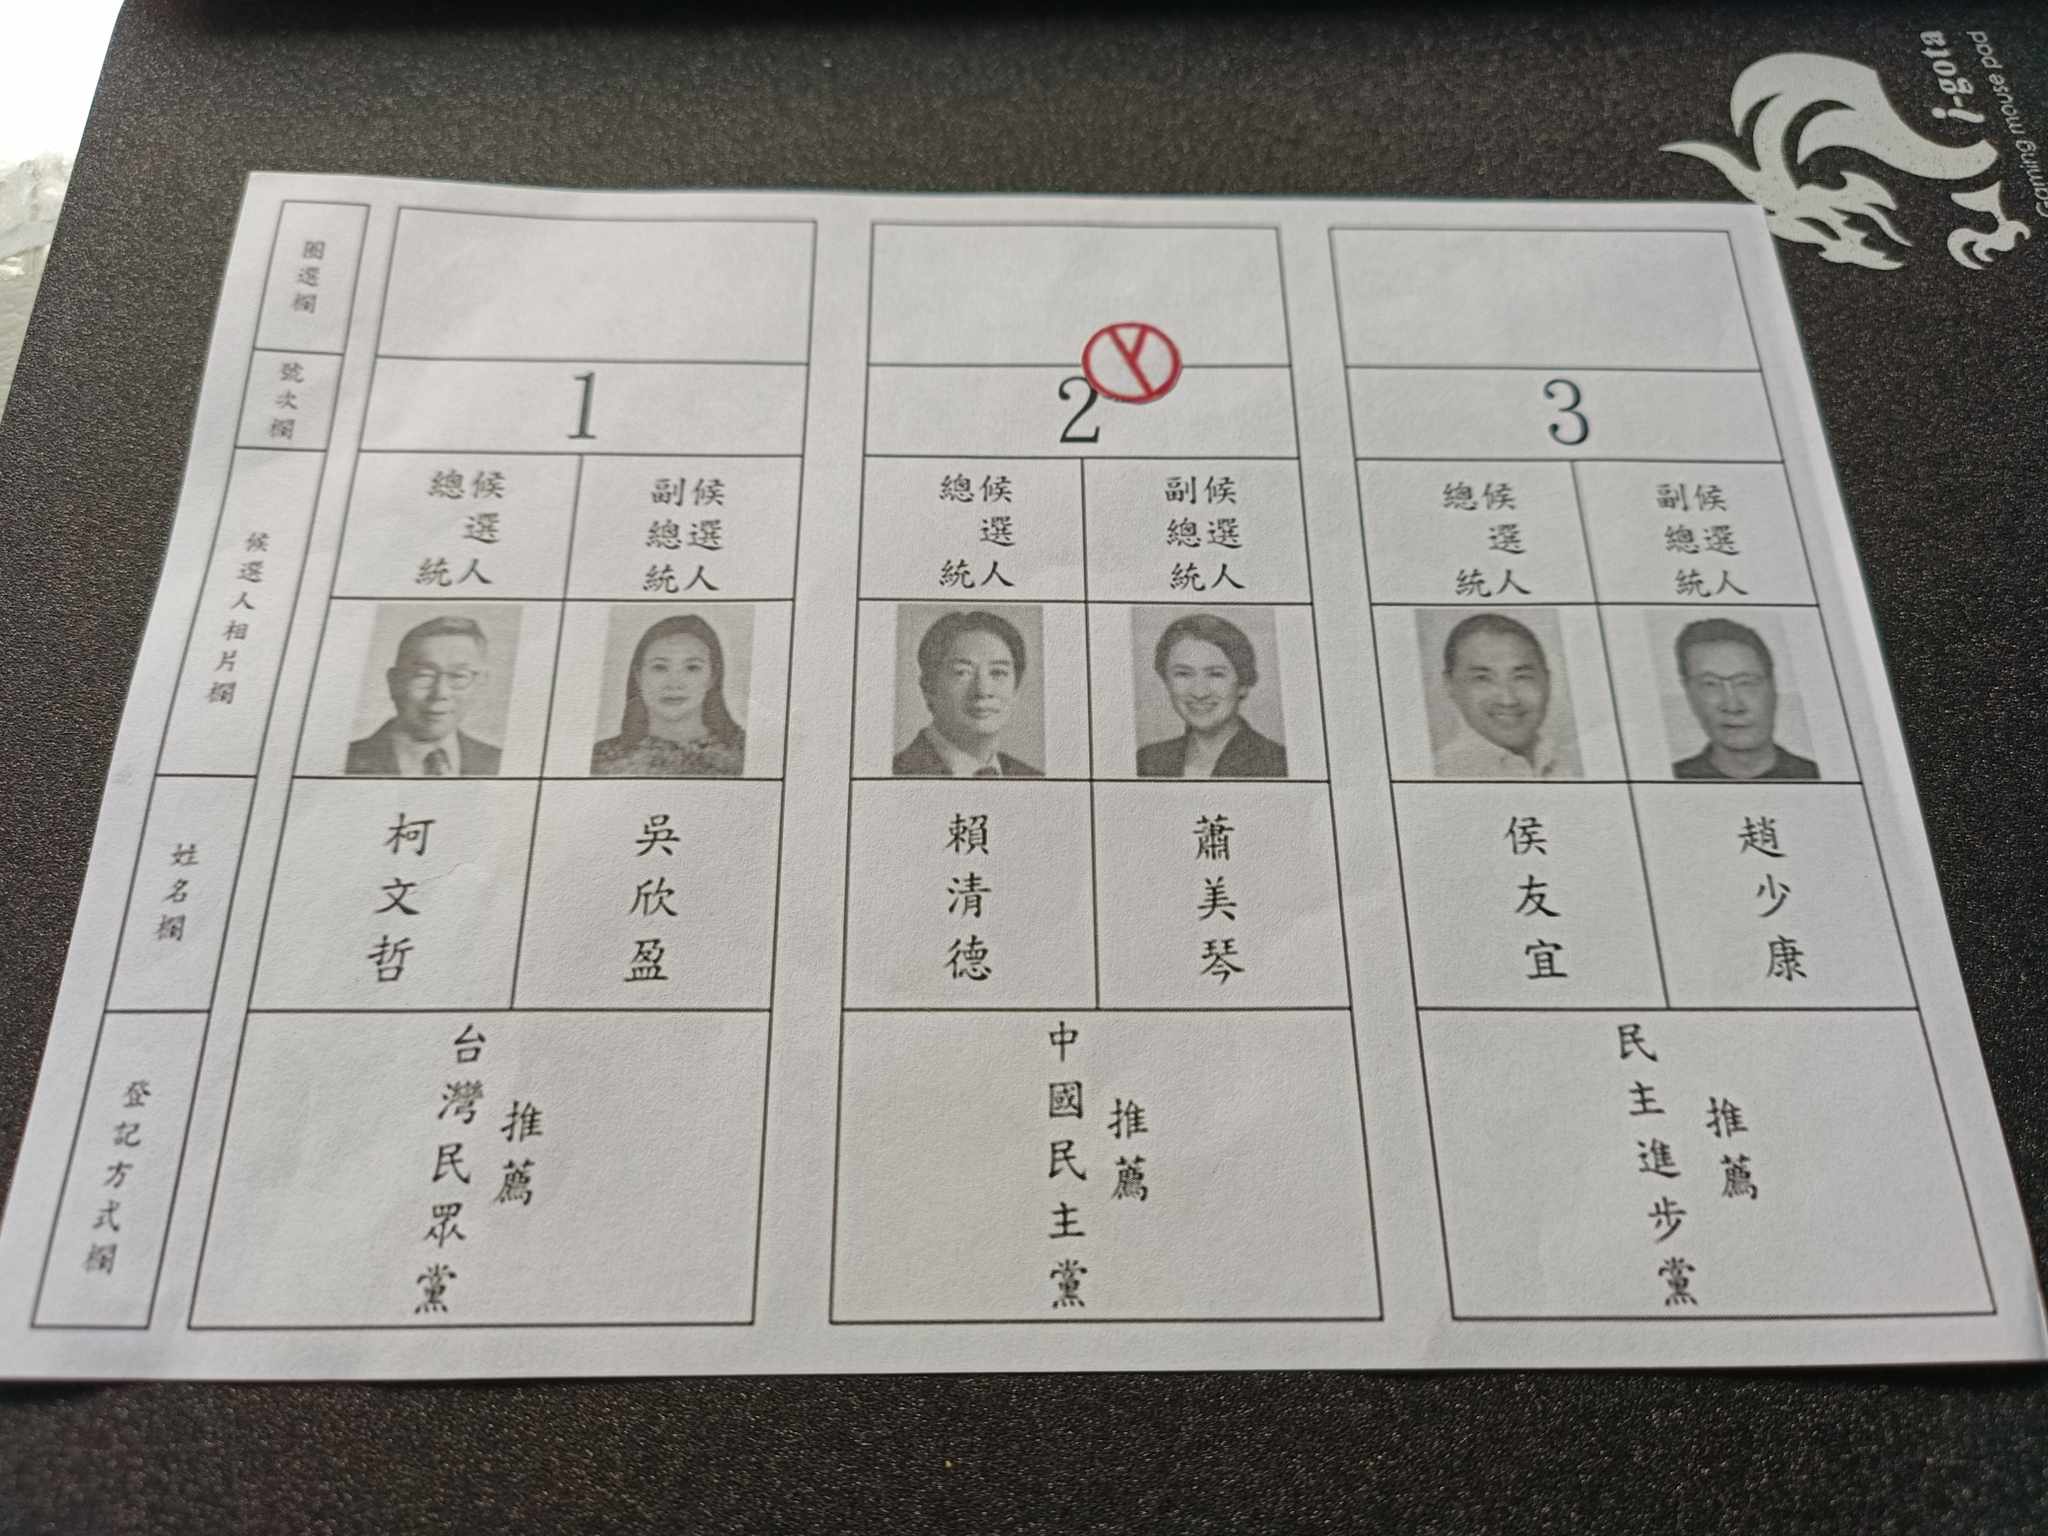 圈選欄
號次欄
候選人相片欄
姓名欄
登記方式欄
1
總統
候選人
副總統
候選人
柯文哲
吳欣盈
台灣民眾黨
推薦
2
總統
候選人
副總統
候選人
賴清德
蕭美琴
中國民主黨
推薦
3
總統
候選人
副總統
候選人
侯友宜
趙少康
民主進步黨
推薦
i-gota
Gaming mouse pad